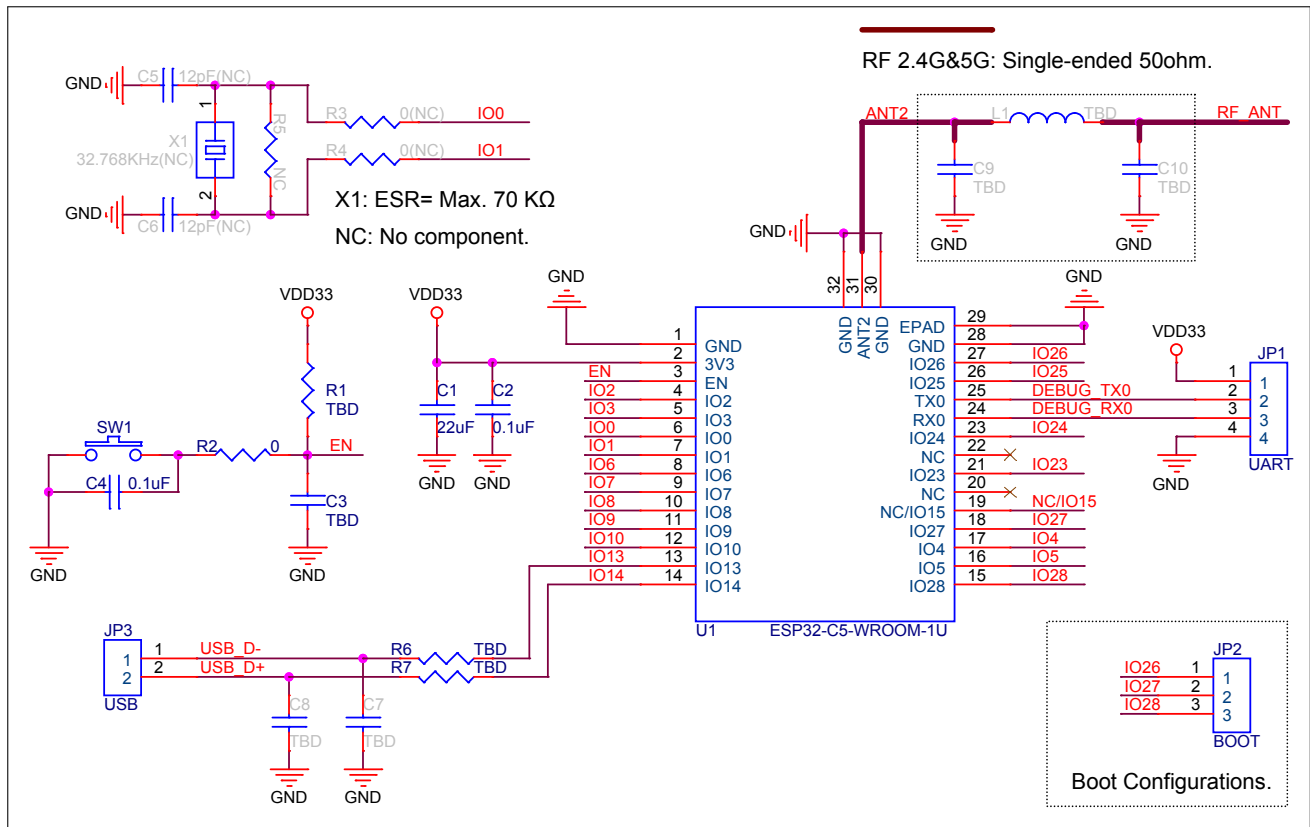 RF 2.4G&5G: Single-ended 50ohm.
GND
C5
12pF(NC)
1
X1
32.768KHz(NC)
2
R5
NC
R3
0(NC)
IO0
R4
0(NC)
IO1
GND
C6
12pF(NC)
X1: ESR= Max. 70 KΩ
NC: No component.
ANT2
L1
TBD
RF_ANT
C9
TBD
GND
C10
TBD
GND
GND
32
31
30
GND
ANT2
GND
VDD33
R1
TBD
SW1
R2
0
EN
C4
0.1uF
C3
TBD
GND
GND
VDD33
C1
22uF
C2
0.1uF
GND
GND
GND
1
GND
2
3V3
EN
3
EN
IO2
4
IO2
IO3
5
IO3
IO0
6
IO0
IO1
7
IO1
IO6
8
IO6
IO7
9
IO7
IO8
10
IO8
IO9
11
IO9
IO10
12
IO10
IO13
13
IO13
IO14
14
IO14
GND
EPAD
29
GND
28
IO26
27
IO26
IO25
26
IO25
TX0
25
DEBUG_TX0
RX0
24
DEBUG_RX0
IO24
23
IO24
NC
22
IO23
21
IO23
NC
20
NC/IO15
19
NC/IO15
IO27
18
IO27
IO4
17
IO4
IO5
16
IO5
IO28
15
IO28
U1
ESP32-C5-WROOM-1U
VDD33
JP1
1
1
2
2
3
3
4
4
UART
GND
JP3
1
1
USB_D-
2
2
USB_D+
USB
R6
TBD
R7
TBD
C8
TBD
C7
TBD
GND
GND
JP2
IO26
1
1
IO27
2
2
IO28
3
3
BOOT
Boot Configurations.